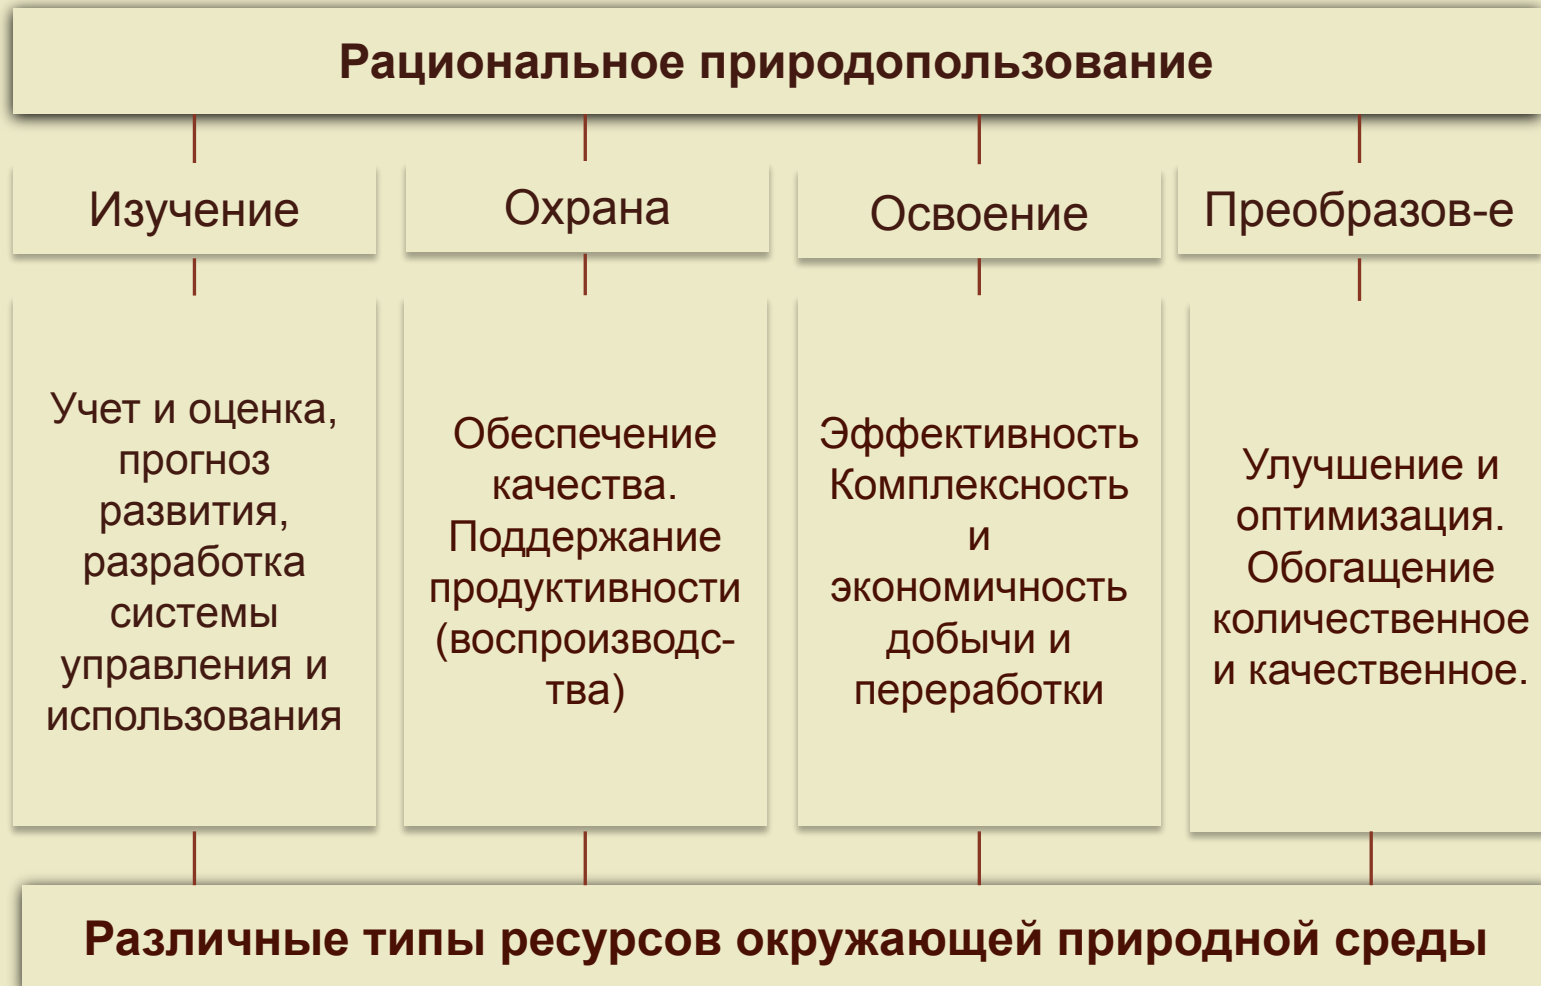 Рациональное природопользование
Изучение
Охрана
Освоение
Преобразов-е
Учет и оценка,
прогноз
развития,
разработка
системы
управления и
использования
Обеспечение
качества.
Поддержание
продуктивности
(воспроизводс-
тва)
Эффективность
Комплексность
и
экономичность
добычи и
переработки
Улучшение и
оптимизация.
Обогащение
количественное
и качественное.
Различные типы ресурсов окружающей природной среды